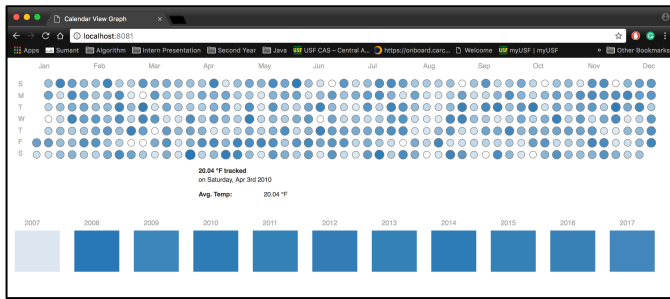 Calendar View Graph
localhost:8081
Apps Sumant Algorithm Intern Presentation Second Year Java USF CAS – Central A... https://onboard.carc... Welcome myUSF | myUSF » Other Bookmarks
Jan Feb Mar Apr May Jun Jul Aug Sep Oct Nov Dec
S
M
T
W
T
F
S
20.04 °F tracked
on Saturday, Apr 3rd 2010
Avg. Temp: 20.04 °F
2007 2008 2009 2010 2011 2012 2013 2014 2015 2016 2017